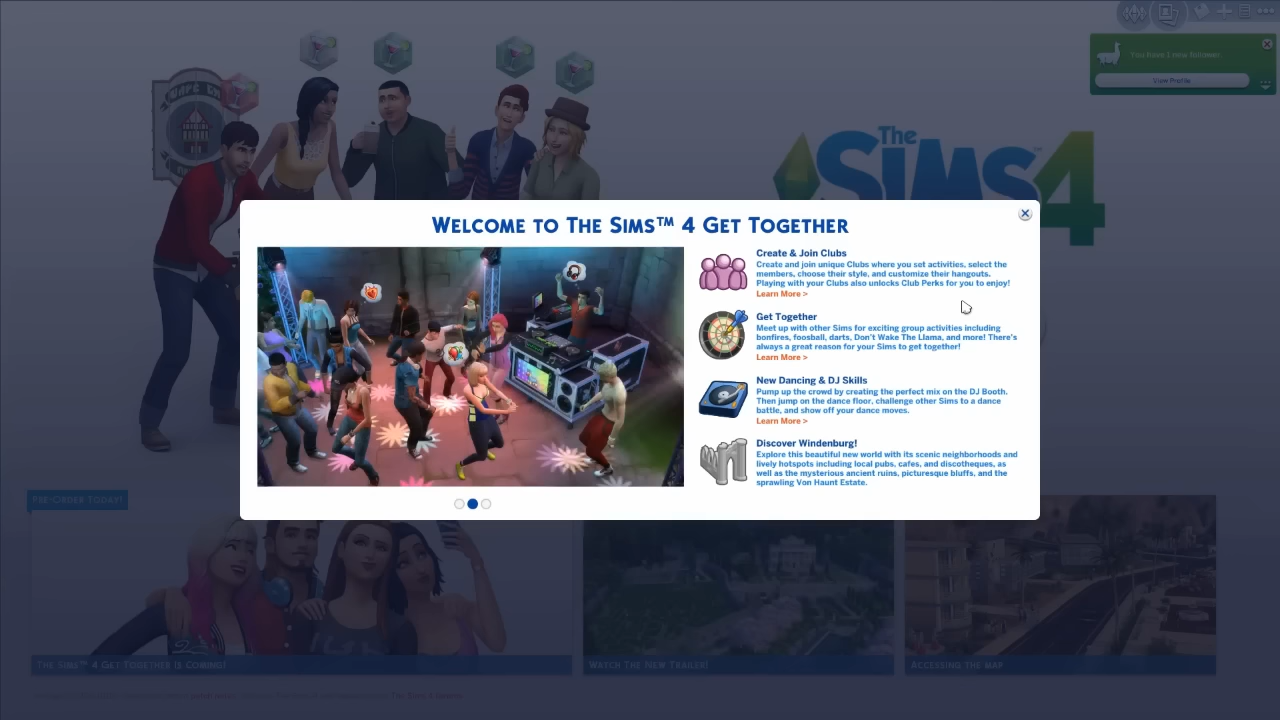 You have 1 new follower!
View Profile
The
SIMS 4
WELCOME TO THE SIMS™ 4 GET TOGETHER
Create & Join Clubs
Create and join unique Clubs where you set activities, select the
members, choose their style, and customize their hangouts.
Playing with your Clubs also unlocks Club Perks for you to enjoy!
Learn More >
Get Together
Meet up with other Sims for exciting group activities including
bonfires, foosball, darts, Don't Wake The Llama, and more! There's
always a great reason for your Sims to get together!
Learn More >
New Dancing & DJ Skills
Pump up the crowd by creating the perfect mix on the DJ Booth.
Then jump on the dance floor, challenge other Sims to a dance
battle, and show off your dance moves.
Learn More >
Discover Windenburg!
Explore this beautiful new world with its scenic neighborhoods and
lively hotspots including local pubs, cafes, and discotheques, as
well as the mysterious ancient ruins, picturesque bluffs, and the
sprawling Von Haunt Estate.
PRE-ORDER TODAY!
THE SIMS™ 4 GET TOGETHER IS COMING!
WATCH THE NEW TRAILER!
ACCESSING THE MAP